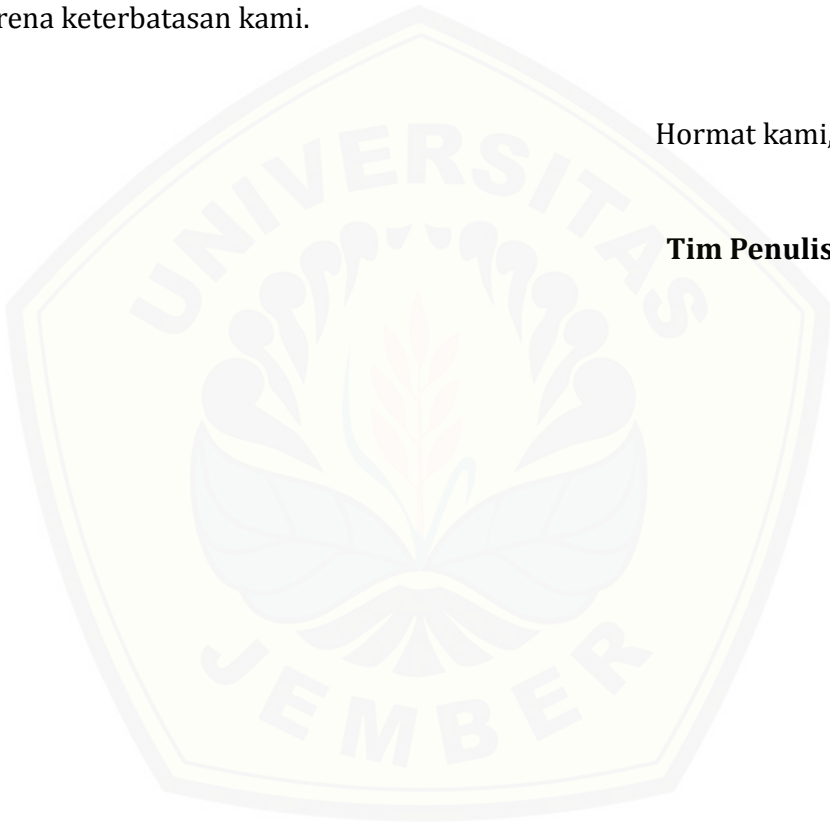 rena keterbatasan kami.
Hormat kami,
Tim Penulis
UNIVERSITAS
JEMBER